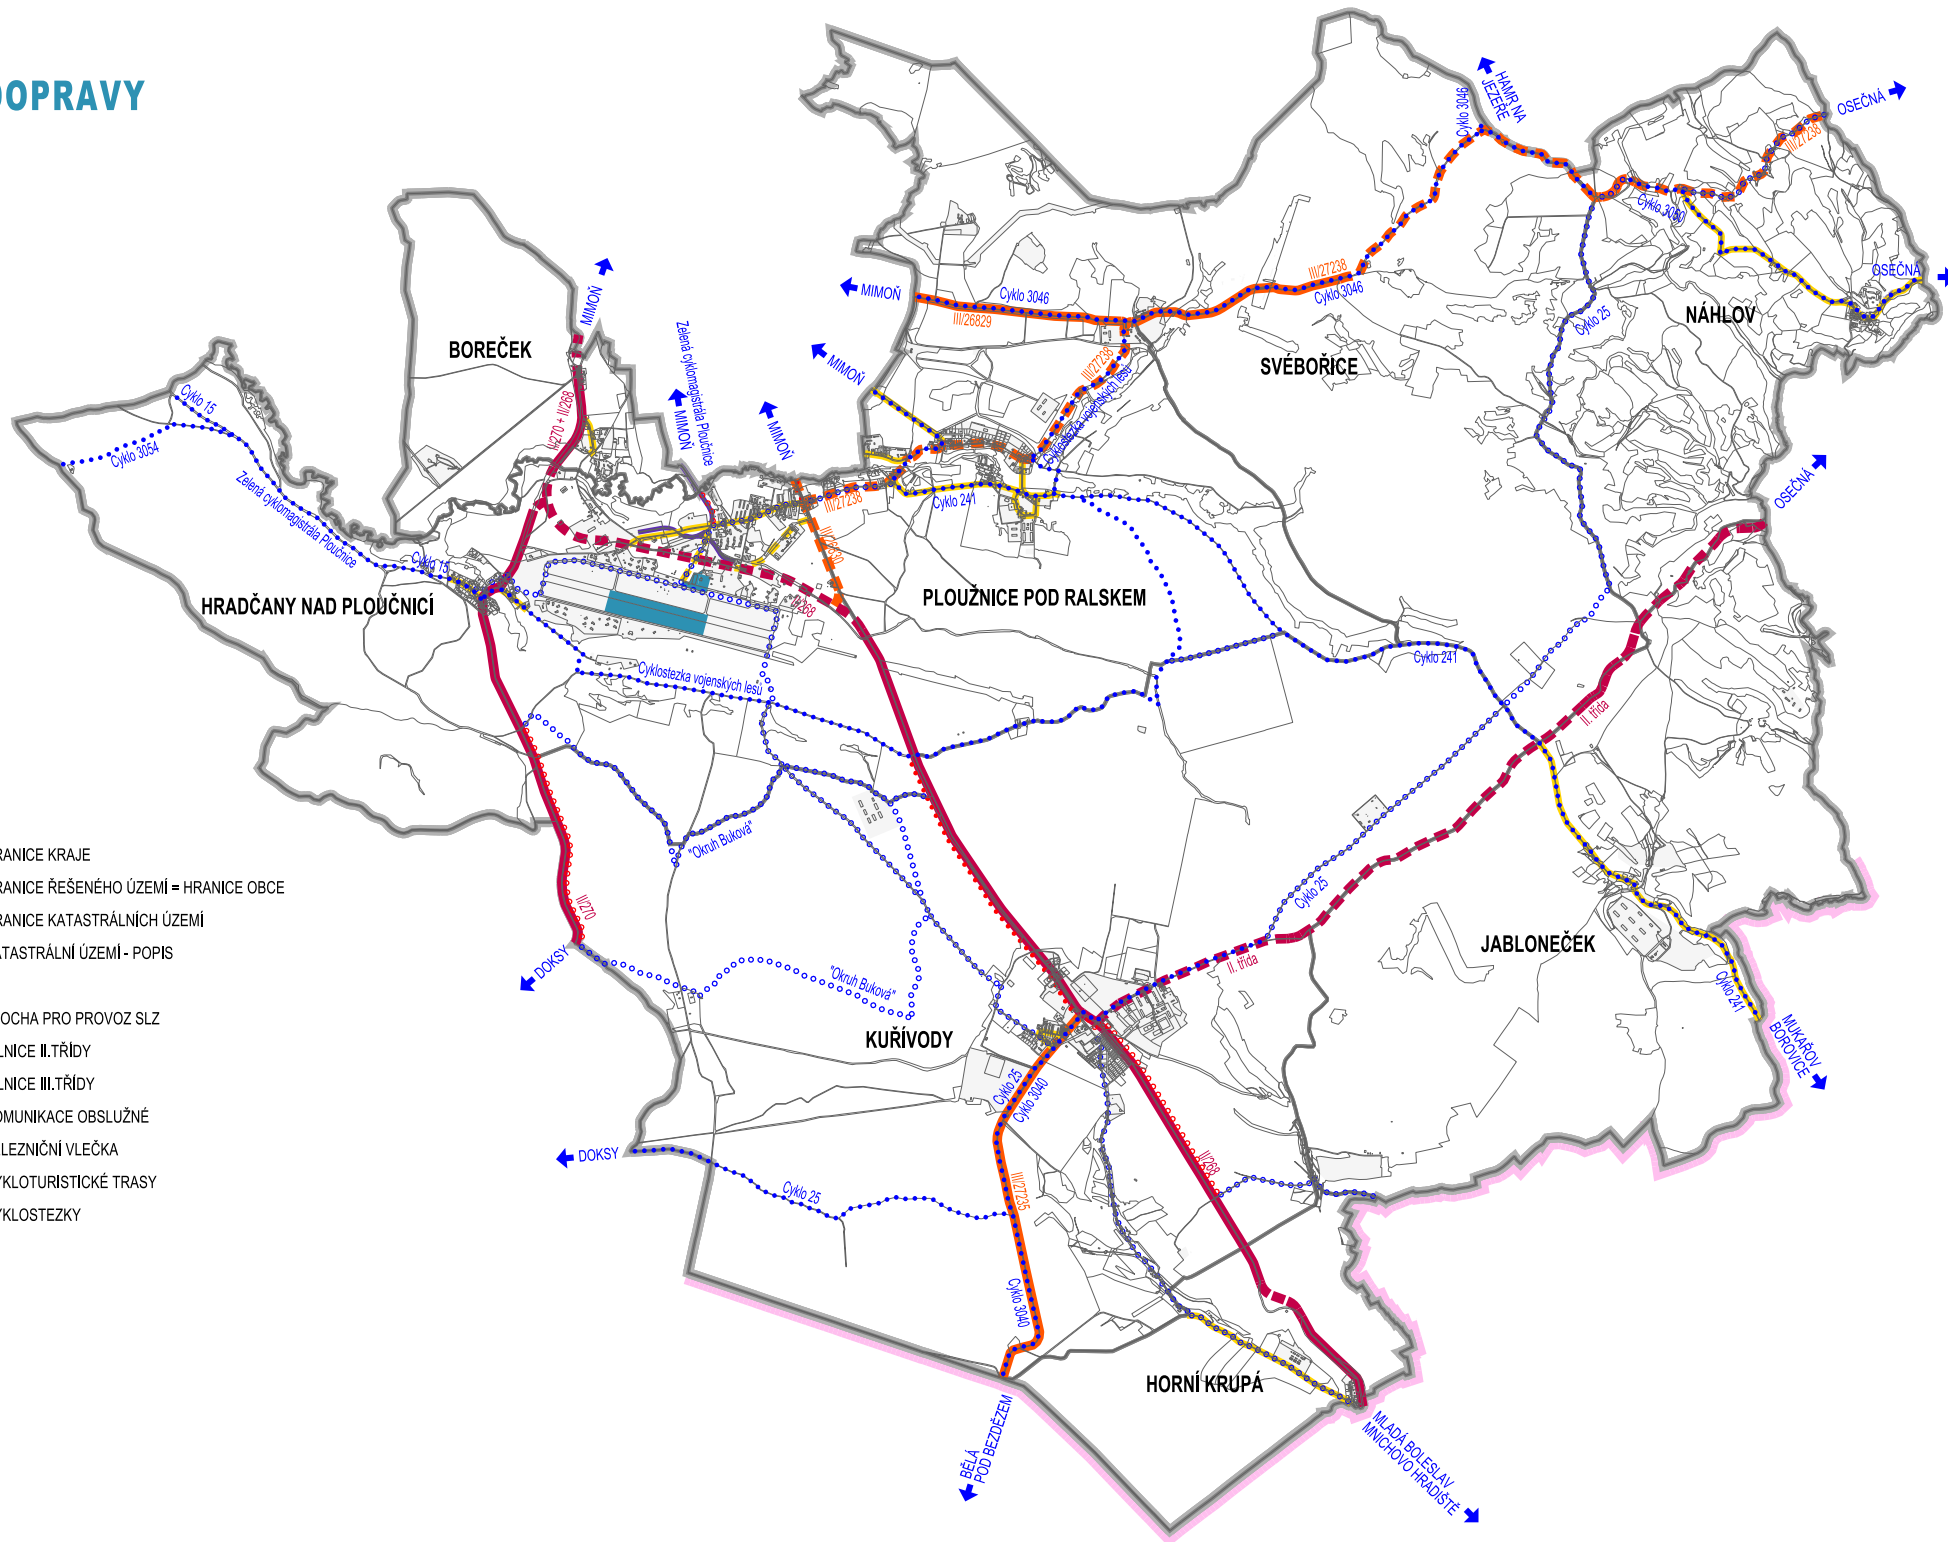 DOPRAVY
HAMR NA
JEZEŘE
Cyklo 3046
OSEČNÁ
III/27238
Cyklo 3050
OSEČNÁ
NÁHLOV
MIMOŇ
MIMOŇ
Cyklo 3046
III/26829
III/27238
Cyklo 3046
Cyklo 25
SVÉBOŘICE
BOREČEK
II/270 + II/268
Zelená cyklomagistrála Ploučnice
MIMOŇ
MIMOŇ
MIMOŇ
III/27238
Cyklostezka vojenských lesů
Cyklo 15
Cyklo 3054
Zelená cyklomagistrála Ploučnice
Cyklo 15
III/27238
Cyklo 241
OSEČNÁ
HRADČANY NAD PLOUČNICÍ
II/268
PLOUŽNICE POD RALSKEM
Cyklo 241
Cyklostezka vojenských lesů
II. třída
"Okruh Buková"
II/270
DOKSY
"Okruh Buková"
Cyklo 25
II. třída
JABLONEČEK
Cyklo 241
MUKAŘOV
BOROVICE
KUŘÍVODY
Cyklo 25
Cyklo 3040
DOKSY
Cyklo 25
III/27235
II/268
Cyklo 3040
HORNÍ KRUPÁ
BĚLÁ
POD BEZDĚZEM
MLADÁ BOLESLAV
MNICHOVO HRADIŠTĚ
RANICE KRAJE
RANICE ŘEŠENÉHO ÚZEMÍ = HRANICE OBCE
RANICE KATASTRÁLNÍCH ÚZEMÍ
ATASTRÁLNÍ ÚZEMÍ - POPIS
OCHA PRO PROVOZ SLZ
LNICE II.TŘÍDY
LNICE III.TŘÍDY
OMUNIKACE OBSLUŽNÉ
ELEZNIČNÍ VLEČKA
YKLOTURISTICKÉ TRASY
YKLOSTEZKY